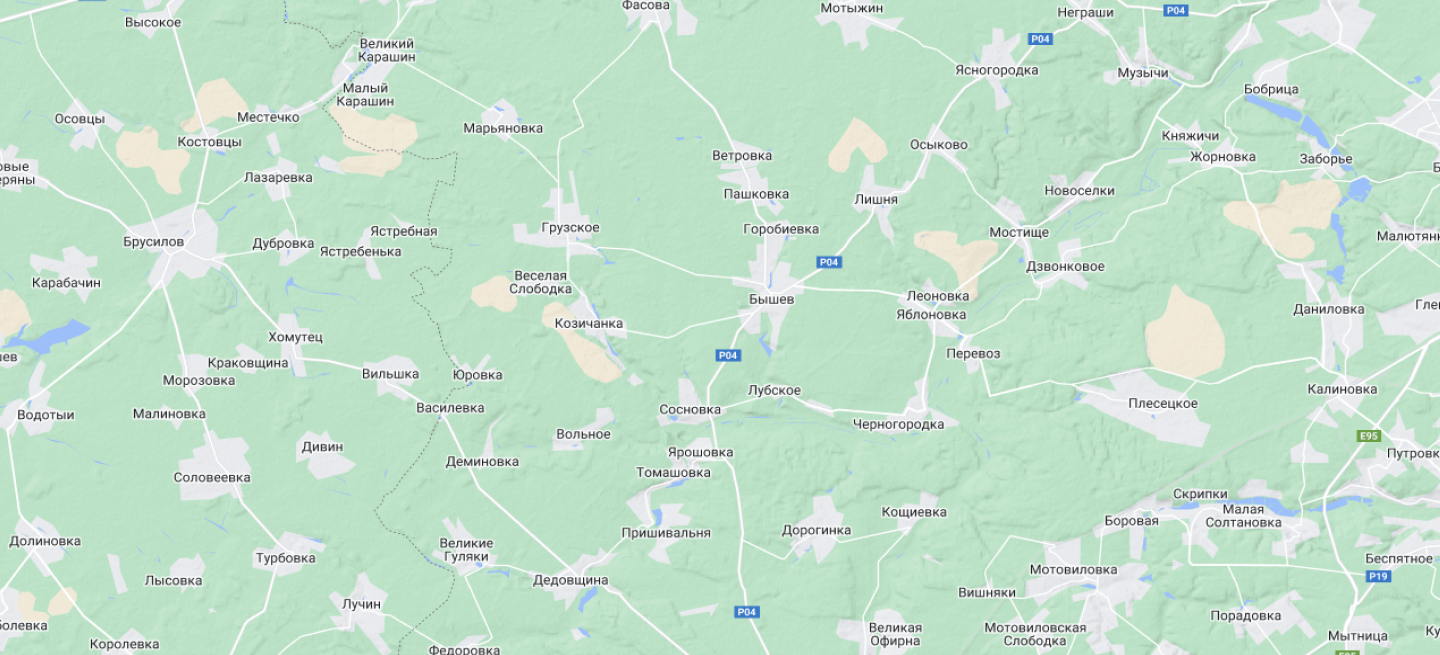 Фасова
Мотыжин
Неграши
P04
Высокое
Великий
Карашин
P04
Ясногородка
Музычи
Малый
Карашин
Бобрица
Осовцы
Местечко
Марьяновка
Костовцы
Княжичи
Осыково
Ветровка
Жорновка
Заборье
Лазаревка
Пашковка
Лишня
Новоселки
Грузское
Горобиевка
Ястребная
Мостище
Малютянк
Брусилов
Дубровка
Ястребенька
P04
Дзвонковое
Карабачин
Веселая
Слободка
Бышев
Леоновка
Яблоновка
Даниловка
Козичанка
Хомутец
P04
Перевоз
Краковщина
Морозовка
Вильшка
Юровка
Лубское
Калиновка
Водотыи
Малиновка
Василевка
Сосновка
Плесецкое
Черногородка
Вольное
E95
Дивин
Ярошовка
Путровк
Деминовка
Томашовка
Соловеевка
Скрипки
Малая
Солтановка
Кощиевка
Боровая
Пришивальня
Дорогинка
Долиновка
Великие
Гуляки
Турбовка
Беспятное
Лысовка
Дедовщина
Мотовиловка
P19
Вишняки
Лучин
P04
Порадовка
Великая
Офирна
Мотовиловская
Слободка
Мытница
Королевка
Федоровка
E95